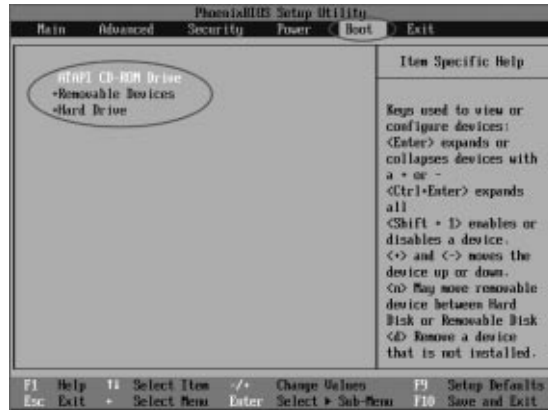 PhoenixBIOS Setup Utility
Main Advanced Security Power Boot Exit
ATAPI CD-ROM Drive
+Removable Devices
+Hard Drive
Item Specific Help
Keys used to view or
configure devices:
<Enter> expands or
collapses devices with
a + or -
<Ctrl+Enter> expands
all
<Shift + 1> enables or
disables a device.
<+> and <-> moves the
device up or down.
<n> May move removable
device between Hard
Disk or Removable Disk
<d> Remove a device
that is not installed.
F1 Help ↑↓ Select Item -/+ Change Values F9 Setup Defaults
Esc Exit ↔ Select Menu Enter Select ▶ Sub-Menu F10 Save and Exit